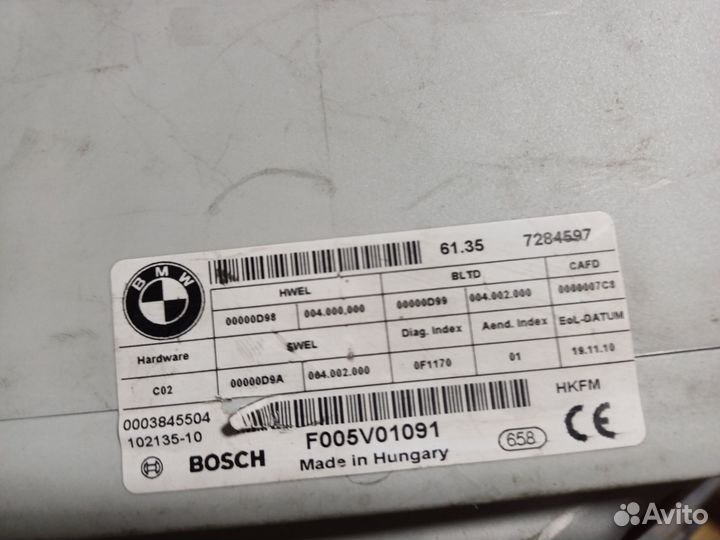 BMW
61.35 7284597
HWEL BLTD CAFD
00000D98 004.000.000 00000D99 004.002.000 0000007C8
Hardware SWEL Diag. Index Aend. Index EoL-DATUM
C02 00000D9A 004.002.000 0F1170 01 19.11.10
0003845504 HKFM
102135-10 F005V01091 658 CE
BOSCH Made in Hungary
Avito